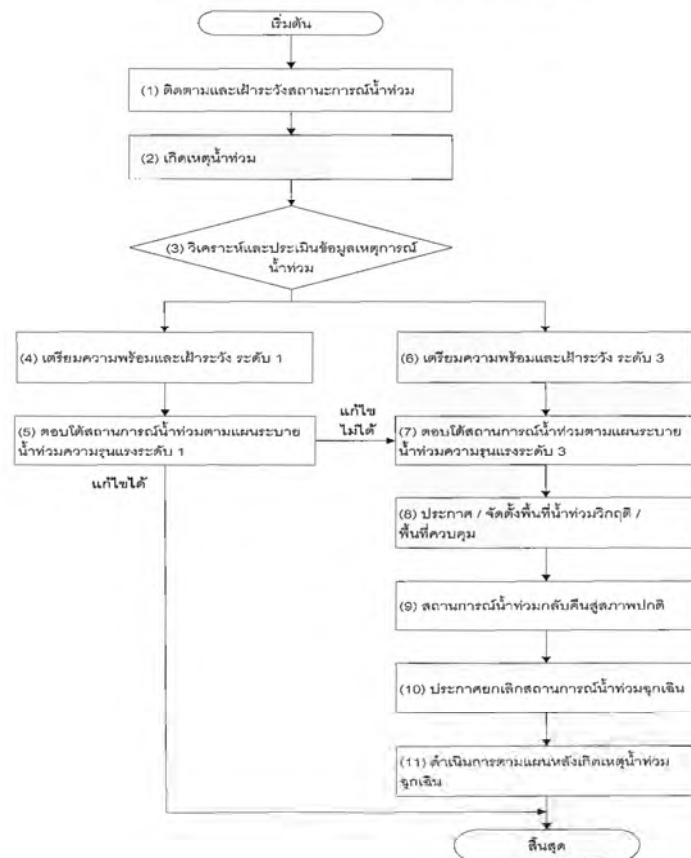 เริ่มต้น
(1) ติดตามและเฝ้าระวังสถานะการณ์น้ำท่วม
(2) เกิดเหตุน้ำท่วม
(3) วิเคราะห์และประเมินข้อมูลเหตุการณ์
น้ำท่วม
(4) เตรียมความพร้อมและเฝ้าระวัง ระดับ 1
(6) เตรียมความพร้อมและเฝ้าระวัง ระดับ 3
(5) ตอบโต้สถานการณ์น้ำท่วมตามแผนระบาย
น้ำท่วมความรุนแรงระดับ 1
แก้ไข
ไม่ได้
(7) ตอบโต้สถานการณ์น้ำท่วมตามแผนระบาย
น้ำท่วมความรุนแรงระดับ 3
แก้ไขได้
(8) ประกาศ / จัดตั้งพื้นที่น้ำท่วมวิกฤติ /
พื้นที่ควบคุม
(9) สถานการณ์น้ำท่วมกลับคืนสู่สภาพปกติ
(10) ประกาศยกเลิกสถานการณ์น้ำท่วมฉุกเฉิน
(11) ดำเนินการตามแผนหลังเกิดเหตุน้ำท่วม
ฉุกเฉิน
สิ้นสุด